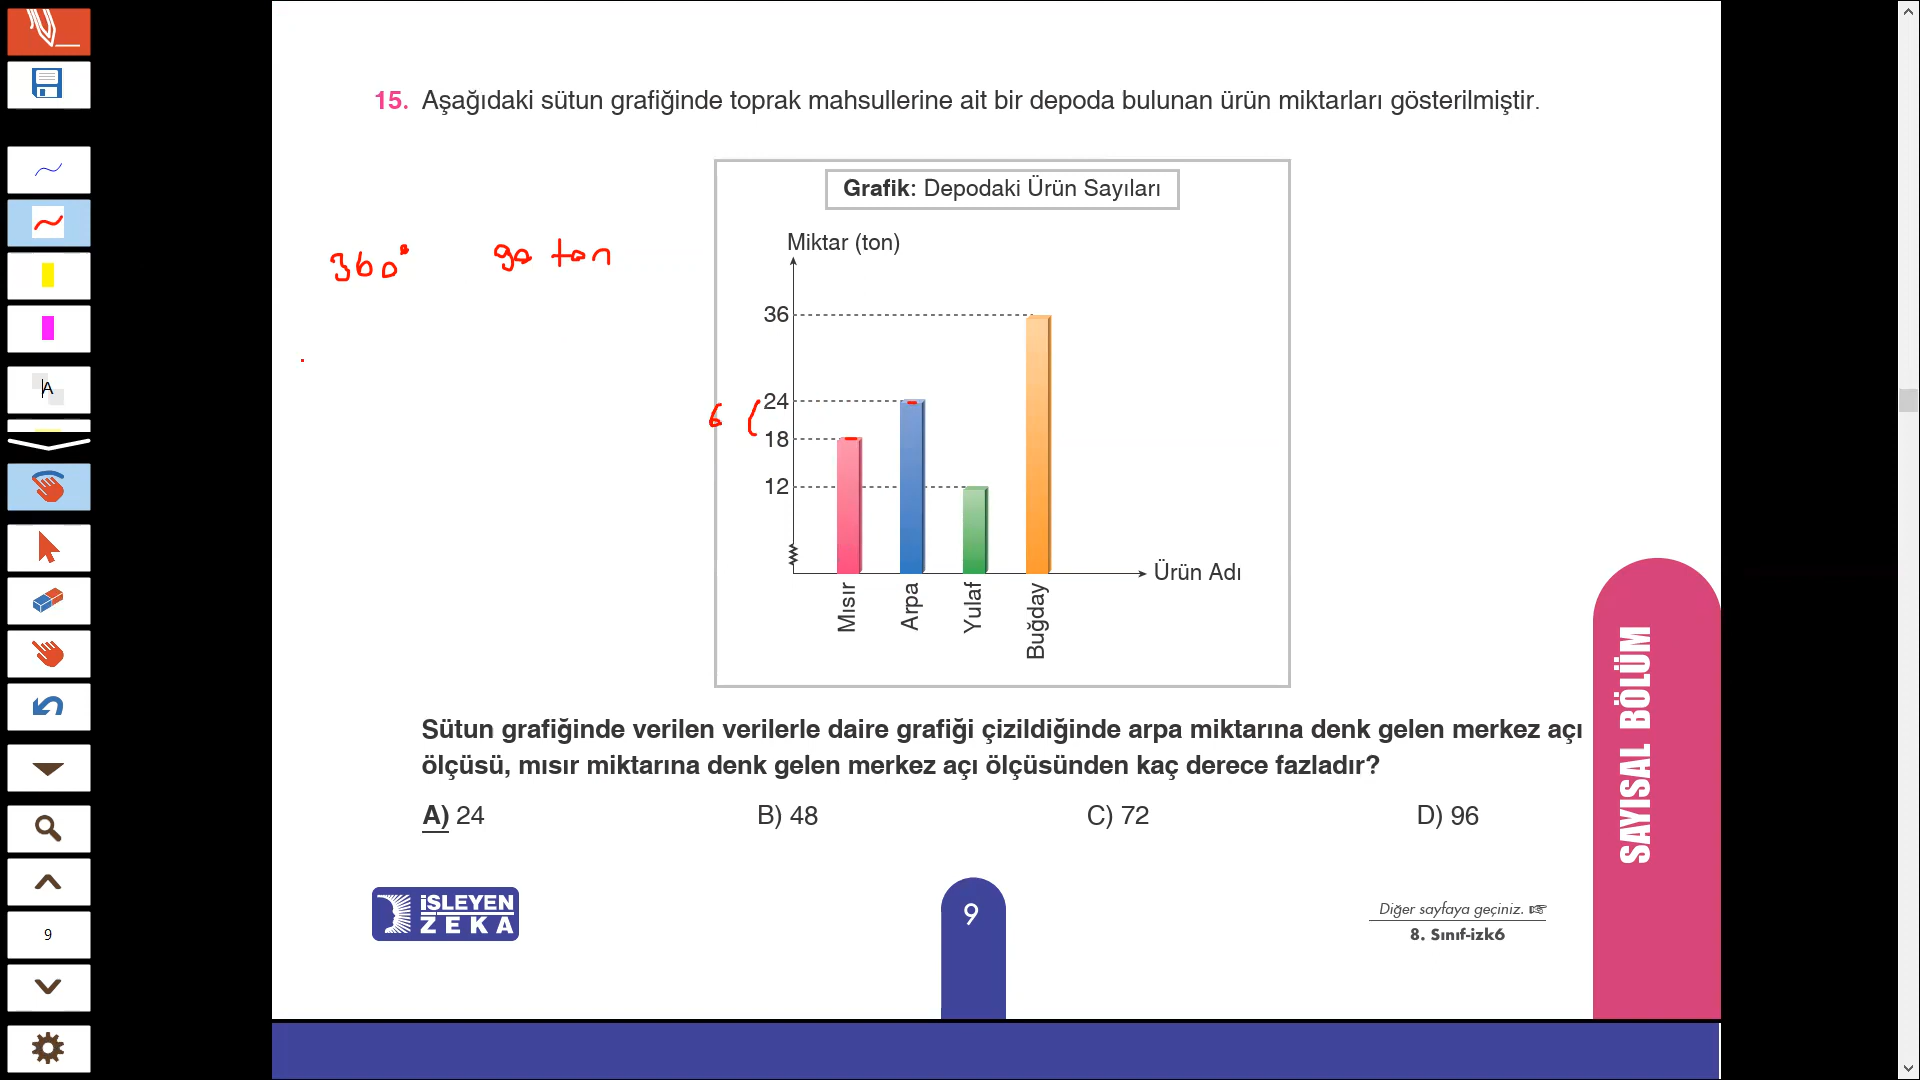 15. Aşağıdaki sütun grafiğinde toprak mahsullerine ait bir depoda bulunan ürün miktarları gösterilmiştir.
360° 90 ton
Grafik: Depodaki Ürün Sayıları
Miktar (ton)
36
24
6 (
18
12
Ürün Adı
Mısır
Arpa
Yulaf
Buğday
Sütun grafiğinde verilen verilerle daire grafiği çizildiğinde arpa miktarına denk gelen merkez açı
ölçüsü, mısır miktarına denk gelen merkez açı ölçüsünden kaç derece fazladır?
A) 24 B) 48 C) 72 D) 96
SAYISAL BÖLÜM
İŞLEYEN
ZEKA
9
Diğer sayfaya geçiniz. ☞
8. Sınıf-izk6
A
9